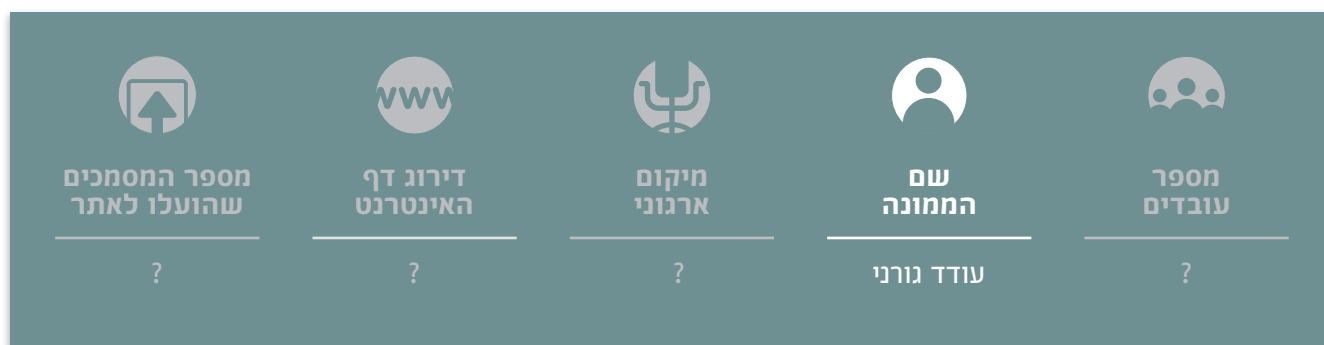 מספר
עובדים
?
שם
הממונה
עודד גורני
מיקום
ארגוני
?
www
דירוג דף
האינטרנט
?
מספר המסמכים
שהועלו לאתר
?